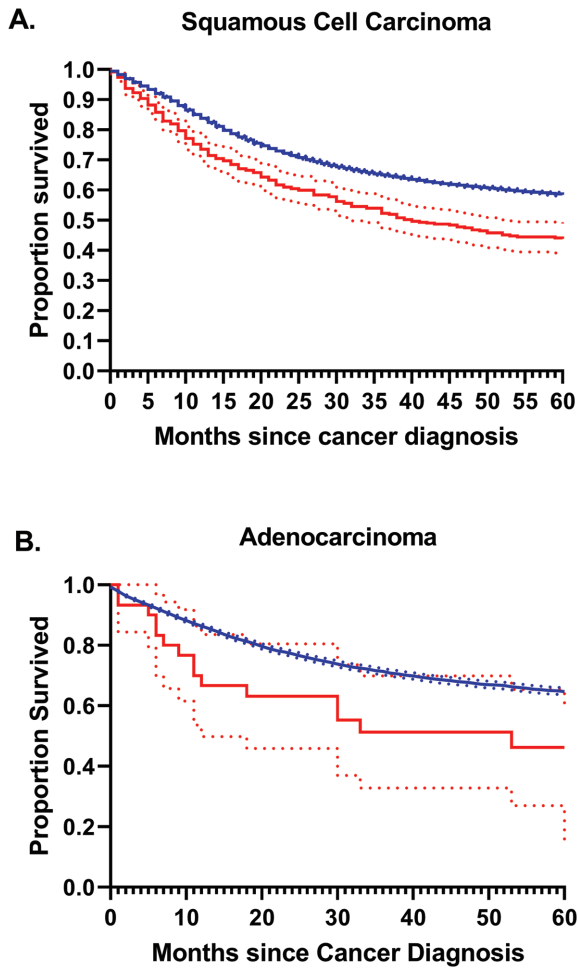 A.
Squamous Cell Carcinoma
Proportion survived
1.0
0.9
0.8
0.7
0.6
0.5
0.4
0.3
0.2
0.1
0.0
0 5 10 15 20 25 30 35 40 45 50 55 60
Months since cancer diagnosis
B.
Adenocarcinoma
Proportion Survived
1.0
0.8
0.6
0.4
0.2
0.0
0 10 20 30 40 50 60
Months since Cancer Diagnosis